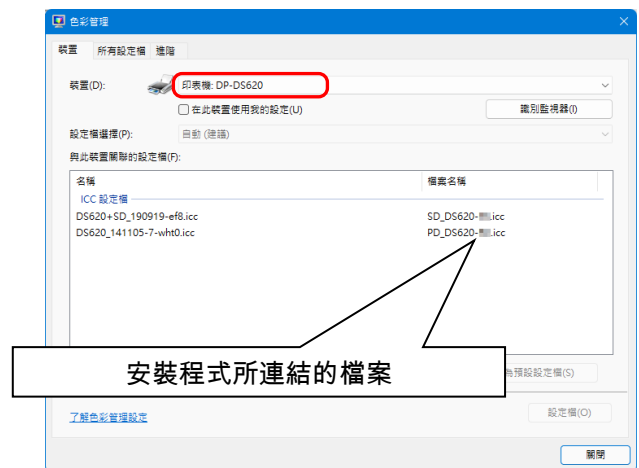 色彩管理
裝置 所有設定檔 進階
裝置(D): 印表機: DP-DS620
在此裝置使用我的設定(U) 識別監視器(I)
設定檔選擇(P): 自動 (建議)
與此裝置關聯的設定檔(F):
名稱 檔案名稱
ICC 設定檔
DS620+SD_190919-ef8.icc SD_DS620- .icc
DS620_141105-7-wht0.icc PD_DS620- .icc
安裝程式所連結的檔案
為預設設定檔(S)
了解色彩管理設定 設定檔(O)
關閉